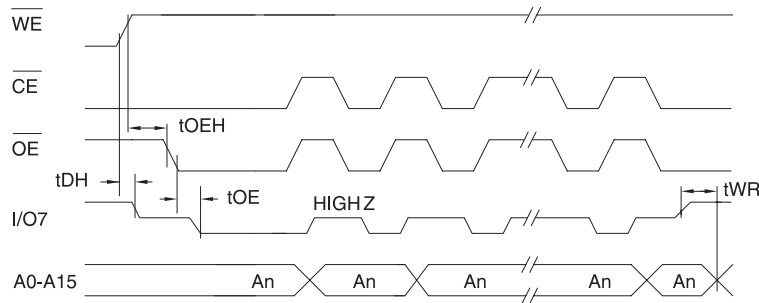 WE
CE
tOEH
OE
tDH
tOE
HIGH Z
tWR
I/O7
A0-A15 An An An An An